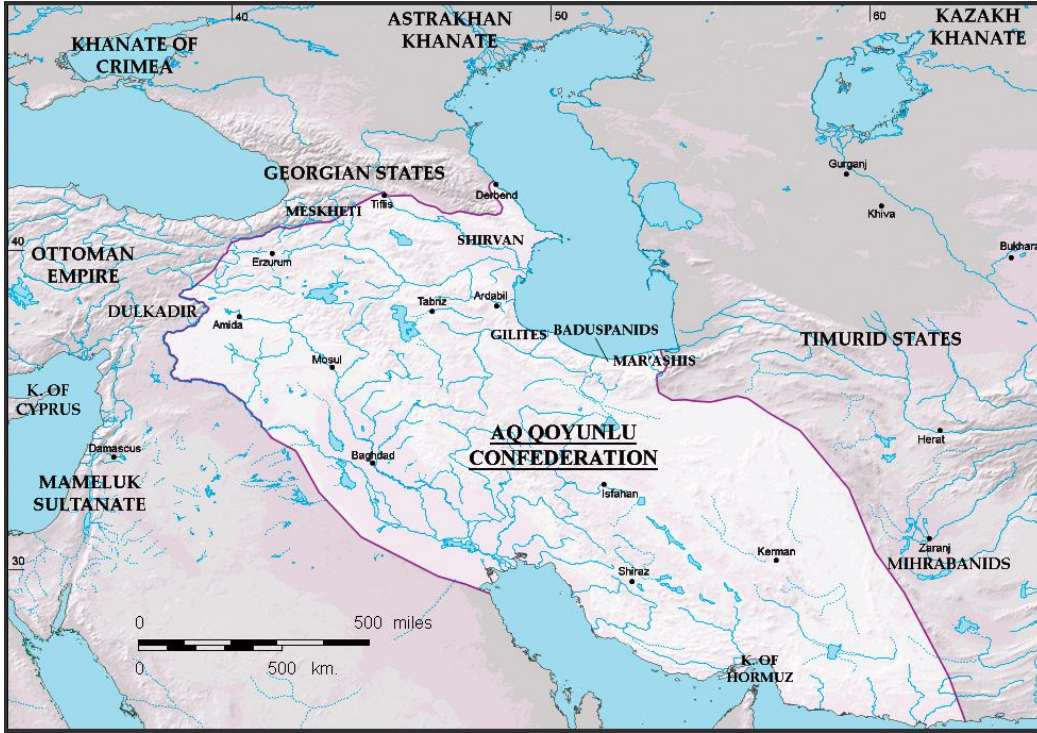 40
50
60
ASTRAKHAN
KHANATE
KAZAKH
KHANATE
KHANATE OF
CRIMEA
Gurganj
GEORGIAN STATES
Derbend
Tiflis
MESKHETI
Khiva
SHIRVAN
40
OTTOMAN
EMPIRE
Erzurum
Bukhara
DULKADIR
Amida
Tabriz
Ardabil
GILITES
BADUSPANIDS
MAR'ASHIS
TIMURID STATES
Mosul
K. OF
CYPRUS
AQ QOYUNLU
CONFEDERATION
Herat
Damascus
Baghdad
MAMELUK
SULTANATE
Isfahan
Zaranj
MIHRABANIDS
Kerman
30
Shiraz
0 500 miles
0 500 km.
K. OF
HORMUZ